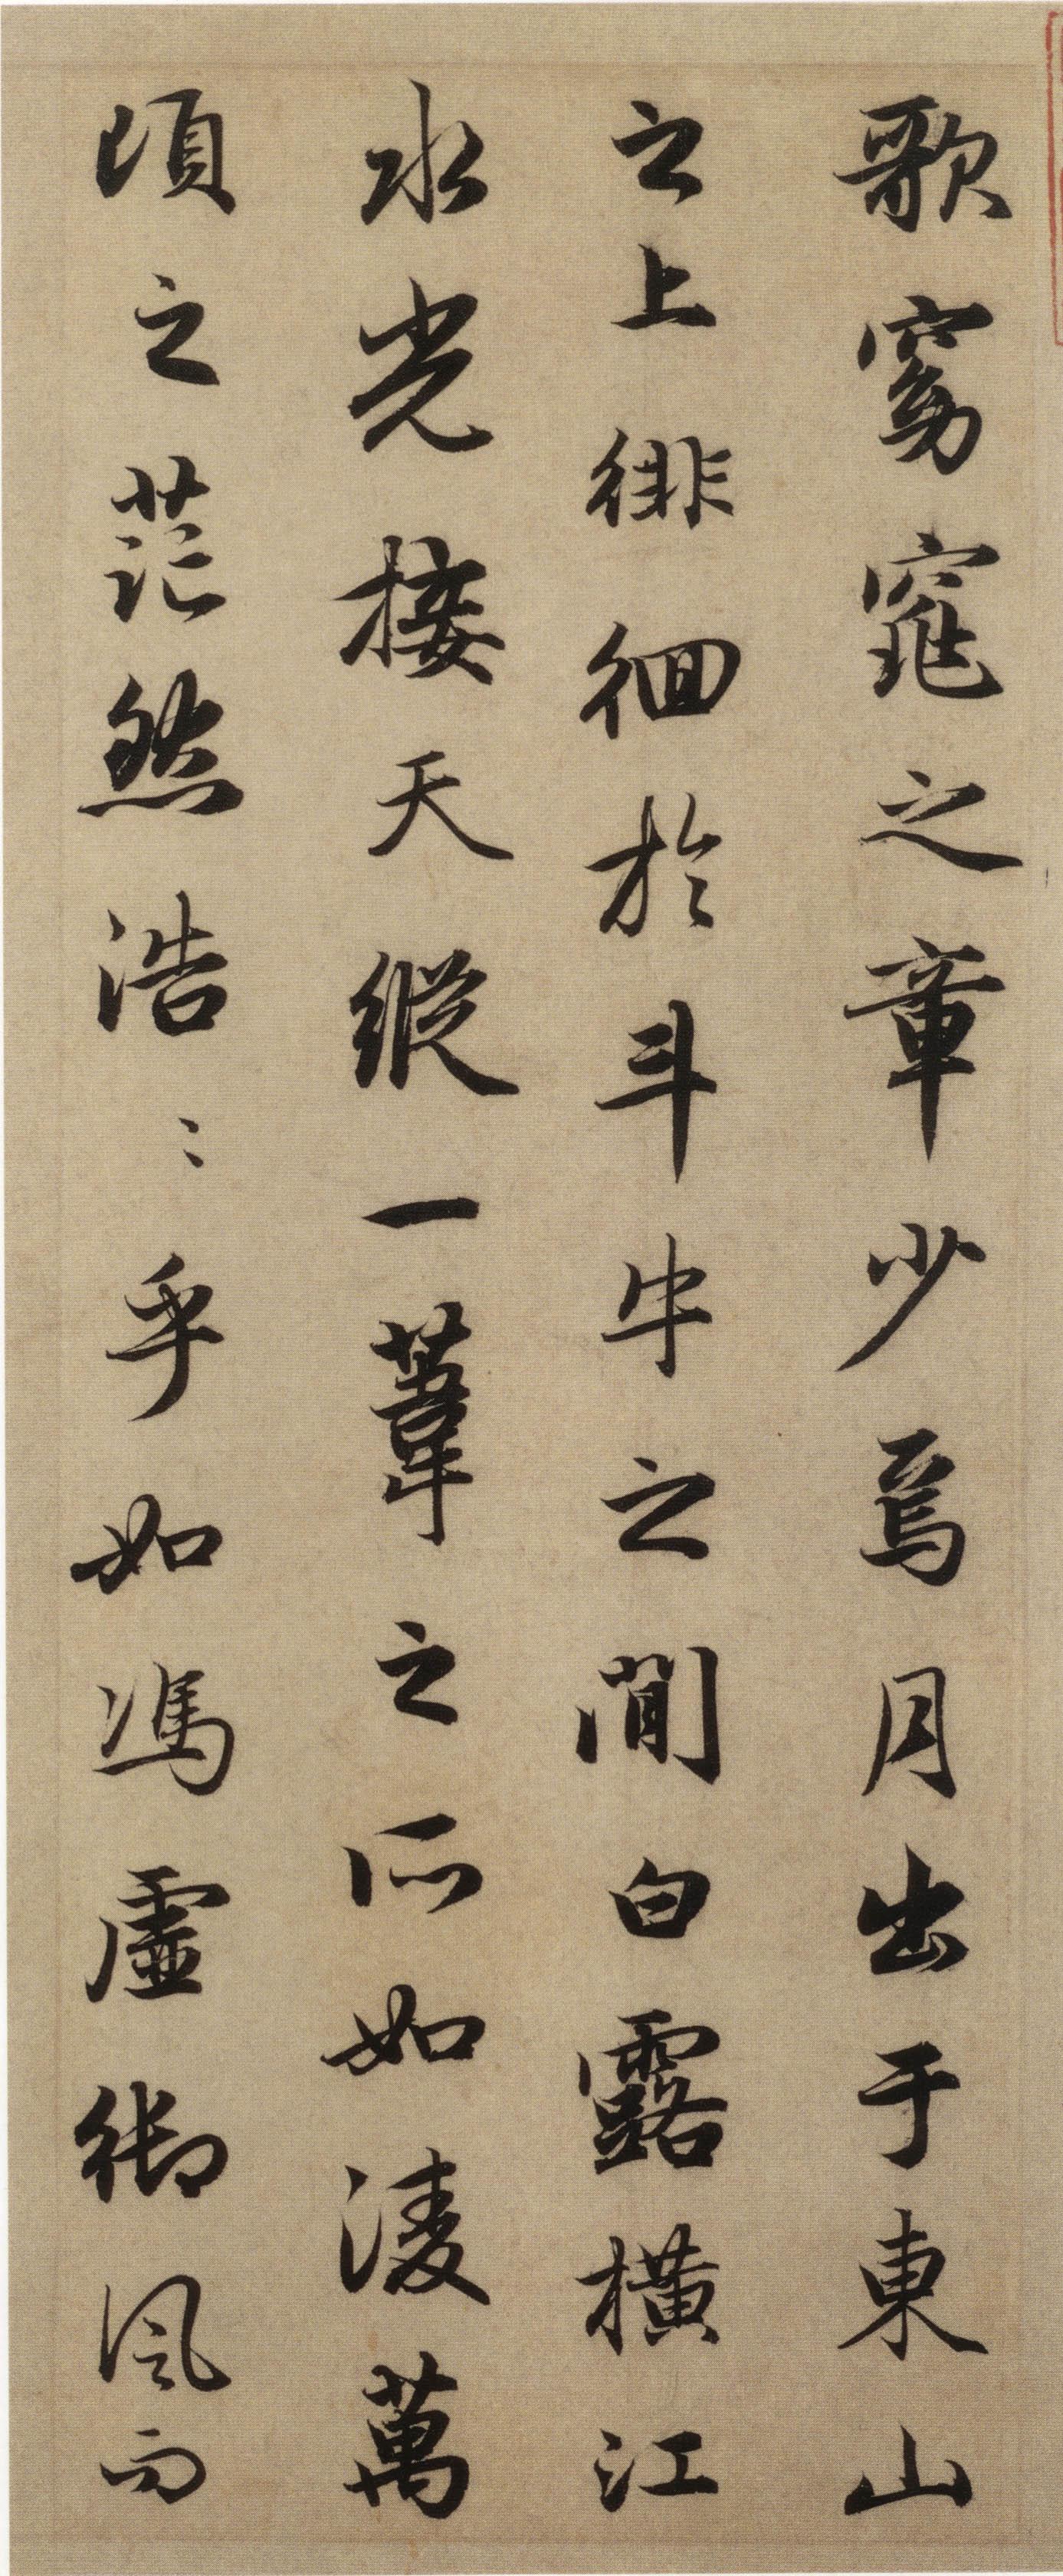 歌窈窕之章少焉月出于東山
之上徘徊於斗牛之間白露橫江
水光接天縱一葦之所如淩萬
頃之茫然浩〻乎如馮虛御風而